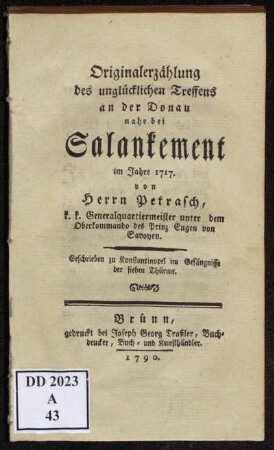 Originalerzählung
des unglücklichen Treffens
an der Donau
nahe bei
Salankement
im Jahre 1717.
von
Herrn Petrasch,
k. k. Generalquartiermeister unter dem
Oberkommando des Prinz Eugen von
Savoyen.
Geschrieben zu Konstantinopel im Gefängnisse
der sieben Thürme.
Brünn,
gedruckt bei Joseph Georg Traßler, Buch-
drucker, Buch- und Kunsthändler.
1790.
DD 2023
A
43